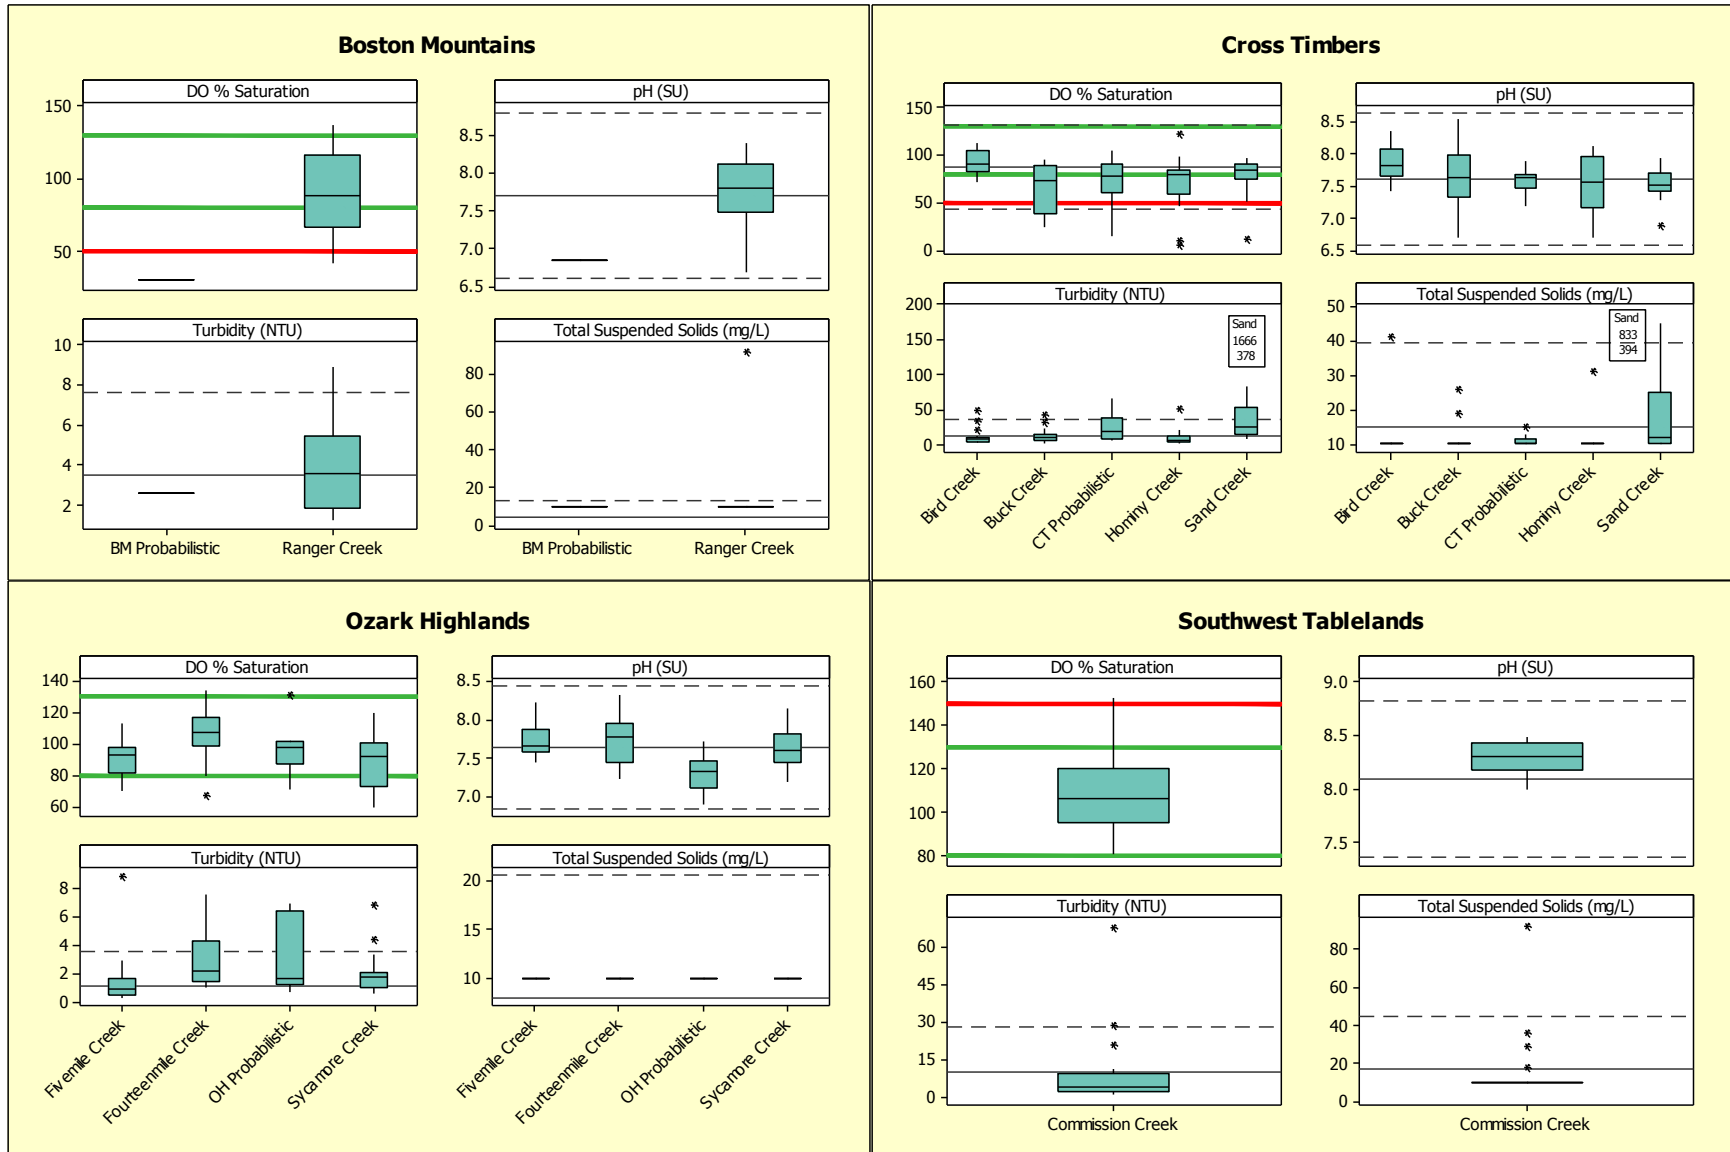 Boston Mountains
DO % Saturation
150
100
50
pH (SU)
8.5
8.0
7.5
7.0
6.5
Turbidity (NTU)
10
8
6
4
2
BM Probabilistic
Ranger Creek
Total Suspended Solids (mg/L)
80
60
40
20
0
BM Probabilistic
Ranger Creek
Cross Timbers
DO % Saturation
150
100
50
0
pH (SU)
8.5
8.0
7.5
7.0
6.5
Turbidity (NTU)
200
150
100
50
0
Sand
1666
378
Bird Creek
Buck Creek
CT Probabilistic
Hominy Creek
Sand Creek
Total Suspended Solids (mg/L)
50
40
30
20
10
Sand
833
394
Bird Creek
Buck Creek
CT Probabilistic
Hominy Creek
Sand Creek
Ozark Highlands
DO % Saturation
140
120
100
80
60
pH (SU)
8.5
8.0
7.5
7.0
Turbidity (NTU)
8
6
4
2
0
Fivemile Creek
Fourteenmile Creek
OH Probabilistic
Sycamore Creek
Total Suspended Solids (mg/L)
20
15
10
Fivemile Creek
Fourteenmile Creek
OH Probabilistic
Sycamore Creek
Southwest Tablelands
DO % Saturation
160
140
120
100
80
pH (SU)
9.0
8.5
8.0
7.5
Turbidity (NTU)
60
45
30
15
0
Commission Creek
Total Suspended Solids (mg/L)
80
60
40
20
0
Commission Creek